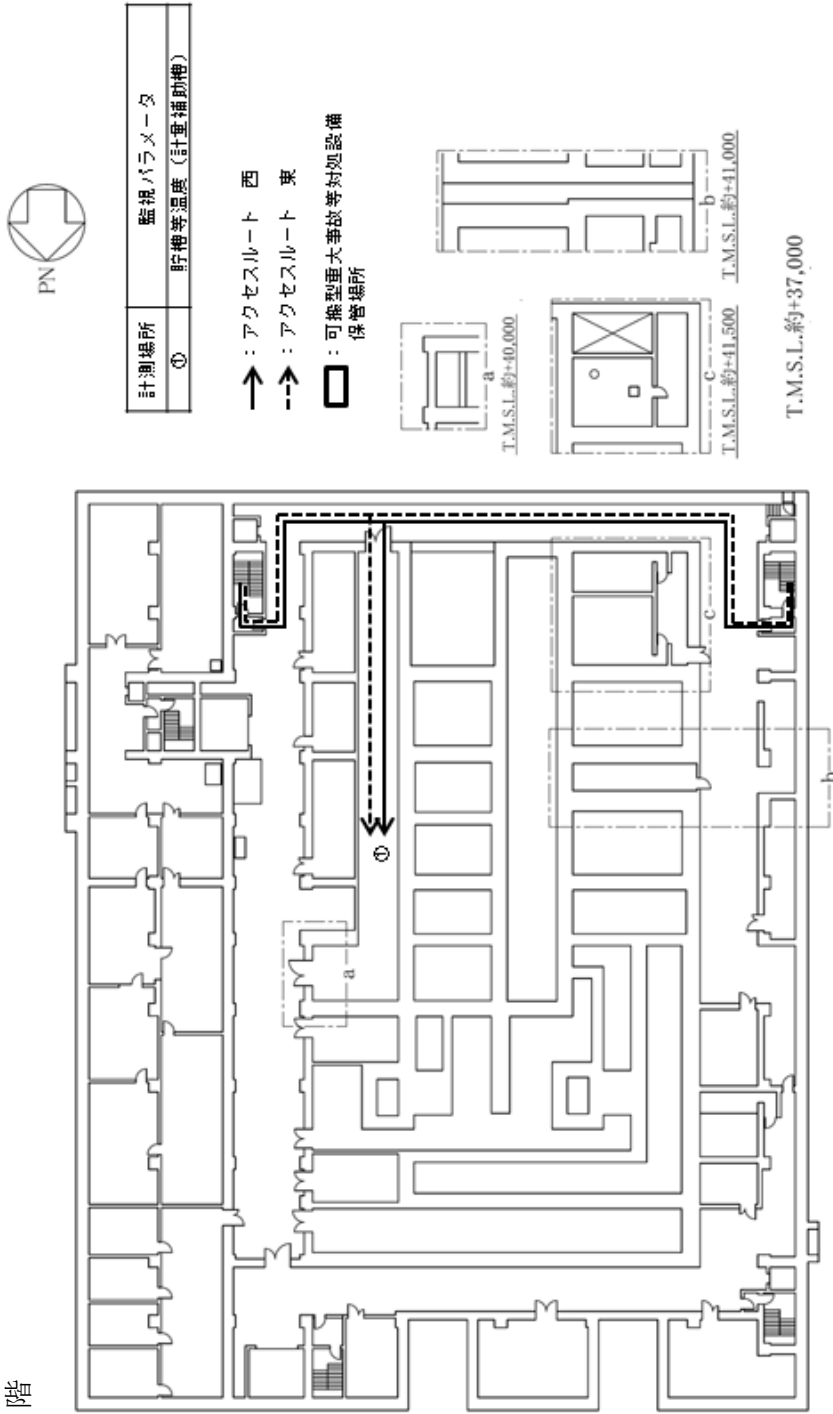 階
PN
計測場所 監視パラメータ
① 貯槽等温度（計量補助槽）
：アクセスルート 西
：アクセスルート 東
：可搬型重大事故等対処設備
保管場所
a
T.M.S.L.約+40,000
b
T.M.S.L.約+41,000
c
T.M.S.L.約+41,500
T.M.S.L.約+37,000
①
a
b
c